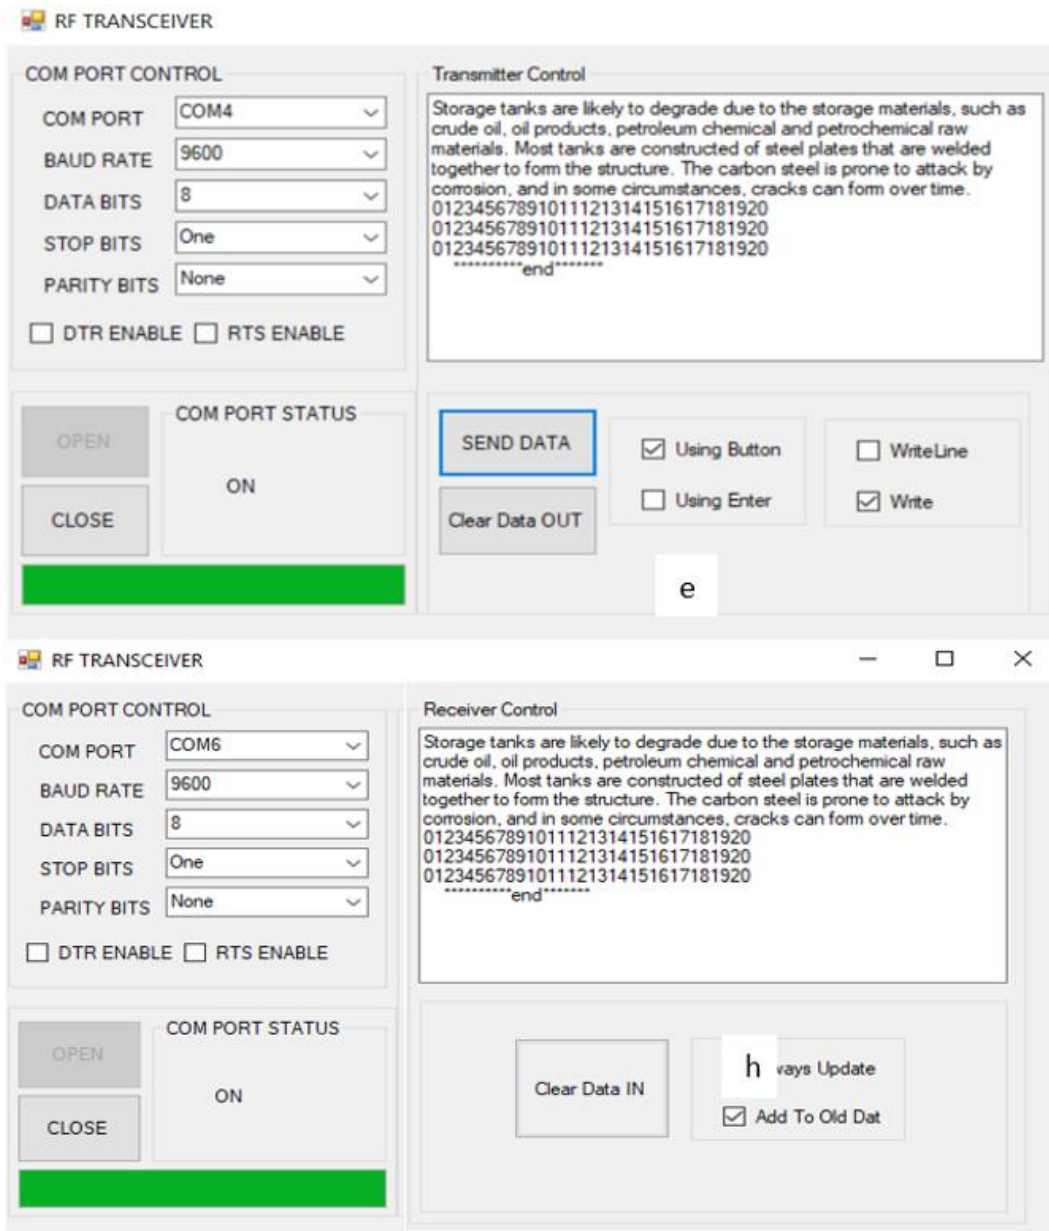 RF TRANSCEIVER
COM PORT CONTROL
COM PORT COM4
BAUD RATE 9600
DATA BITS 8
STOP BITS One
PARITY BITS None
DTR ENABLE RTS ENABLE
OPEN
CLOSE
COM PORT STATUS
ON
Transmitter Control
Storage tanks are likely to degrade due to the storage materials, such as
crude oil, oil products, petroleum chemical and petrochemical raw
materials. Most tanks are constructed of steel plates that are welded
together to form the structure. The carbon steel is prone to attack by
corrosion, and in some circumstances, cracks can form over time.
01234567891011121314151617181920
01234567891011121314151617181920
01234567891011121314151617181920
**********end*******
SEND DATA
Clear Data OUT
Using Button
Using Enter
WriteLine
Write
e
RF TRANSCEIVER
COM PORT CONTROL
COM PORT COM6
BAUD RATE 9600
DATA BITS 8
STOP BITS One
PARITY BITS None
DTR ENABLE RTS ENABLE
OPEN
CLOSE
COM PORT STATUS
ON
Receiver Control
Storage tanks are likely to degrade due to the storage materials, such as
crude oil, oil products, petroleum chemical and petrochemical raw
materials. Most tanks are constructed of steel plates that are welded
together to form the structure. The carbon steel is prone to attack by
corrosion, and in some circumstances, cracks can form over time.
01234567891011121314151617181920
01234567891011121314151617181920
01234567891011121314151617181920
**********end*******
Clear Data IN
h ways Update
Add To Old Dat